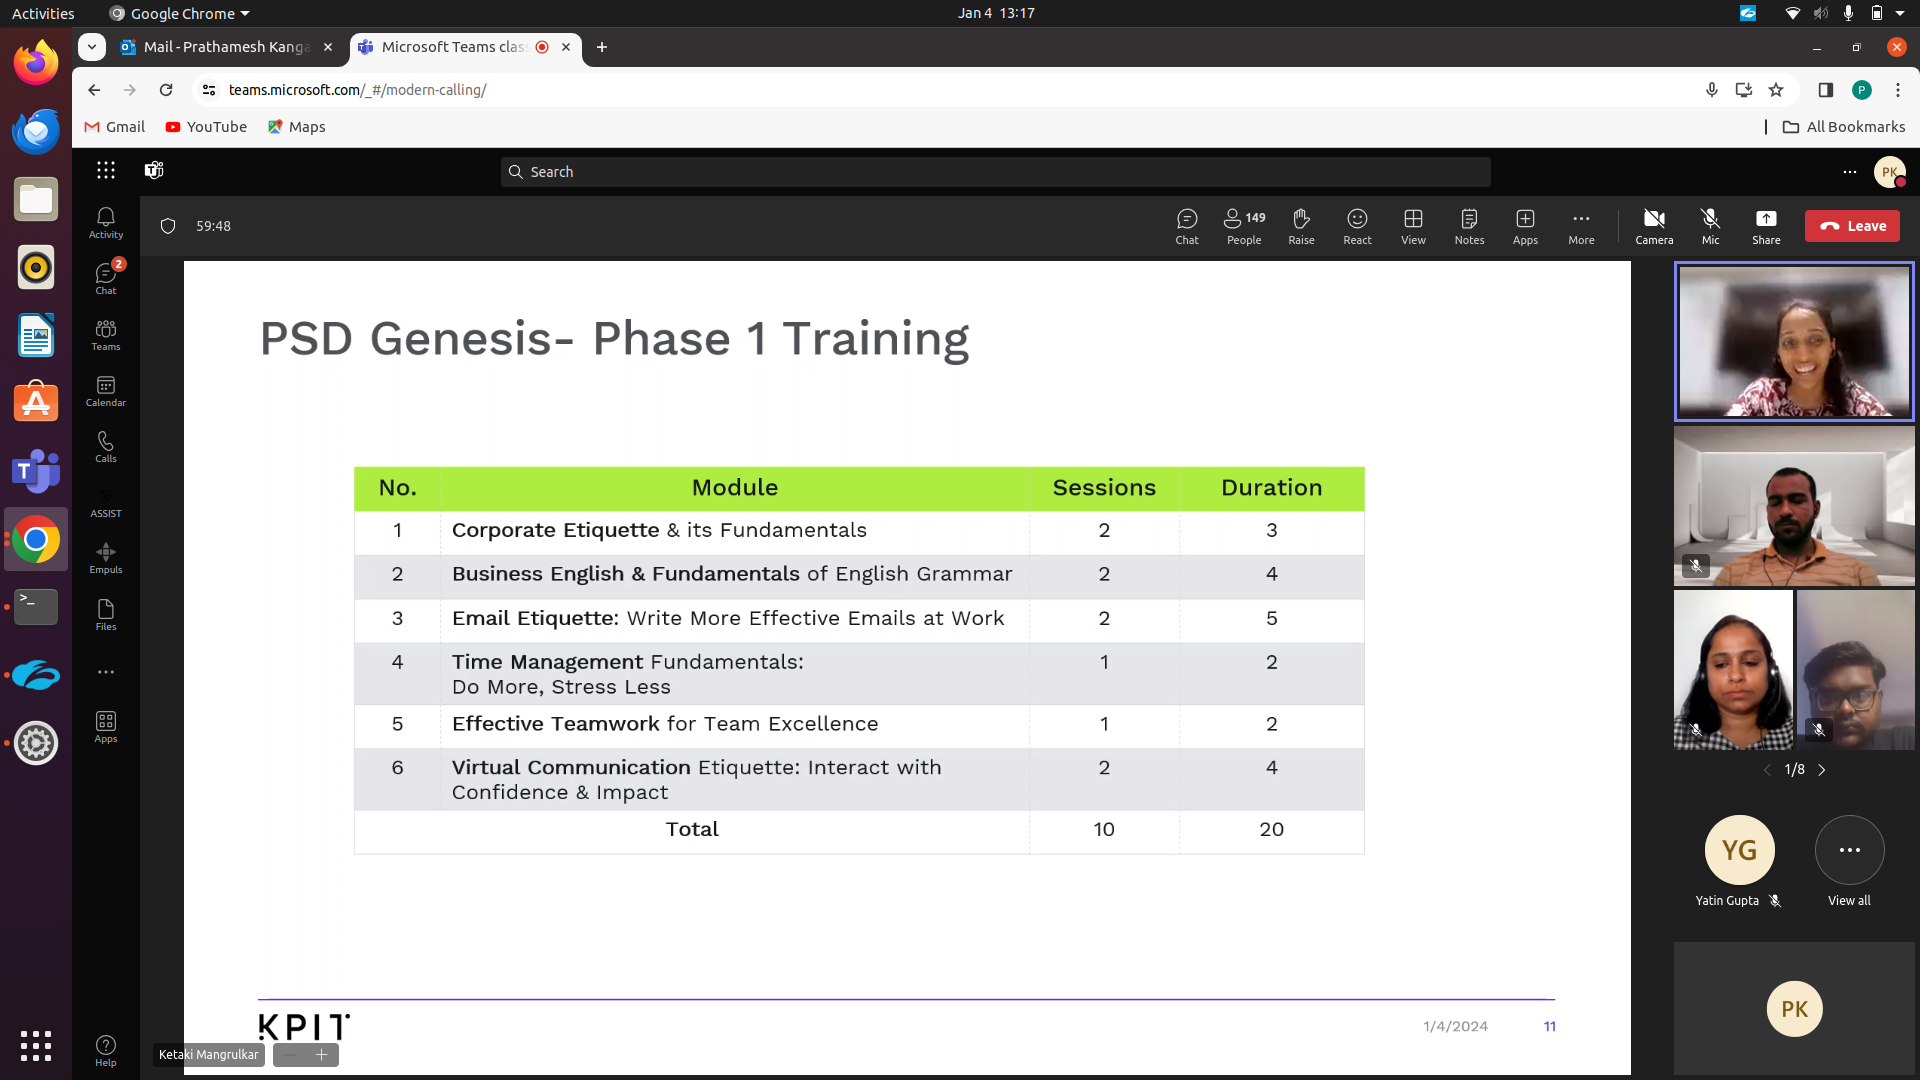 Activities
Google Chrome
Jan 4 13:17
Mail - Prathamesh Kanga
Microsoft Teams clas
teams.microsoft.com/_#/modern-calling/
P
Gmail
YouTube
Maps
All Bookmarks
Search
PK
59:48
Chat
149
People
Raise
React
View
Notes
Apps
More
Camera
Mic
Share
Leave
Activity
2
Chat
Teams
Calendar
Calls
ASSIST
Empuls
Files
Apps
Help
PSD Genesis- Phase 1 Training
No. Module Sessions Duration
1 Corporate Etiquette & its Fundamentals 2 3
2 Business English & Fundamentals of English Grammar 2 4
3 Email Etiquette: Write More Effective Emails at Work 2 5
4 Time Management Fundamentals: 1 2
Do More, Stress Less
5 Effective Teamwork for Team Excellence 1 2
6 Virtual Communication Etiquette: Interact with 2 4
Confidence & Impact
Total 10 20
KPIT
1/4/2024 11
Ketaki Mangrulkar
1/8
YG
Yatin Gupta
View all
PK